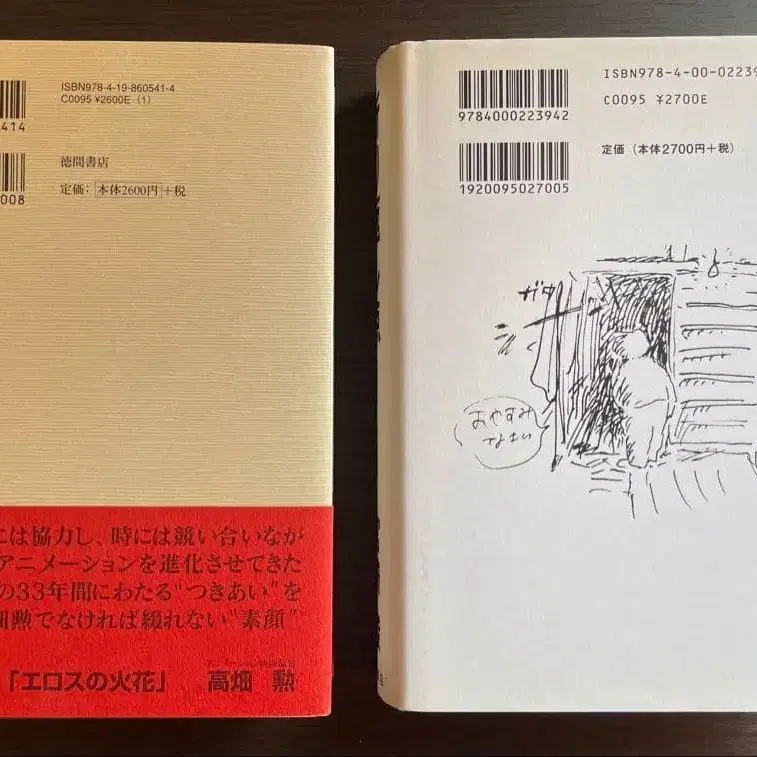 ISBN978-4-19-860541-4
C0095 ¥2600E (1)
414
徳間書店
定価：本体2600円＋税
008
には協力し、時には競い合いなが
アニメーションを進化させてきた
の33年間にわたる“つきあい”を
勲でなければ綴れない“素顔”
「エロスの火花」 高畑 勲
ISBN978-4-00-02239
C0095 ¥2700E
9784000223942
定価（本体2700円＋税）
1920095027005
おやすみ
なさい